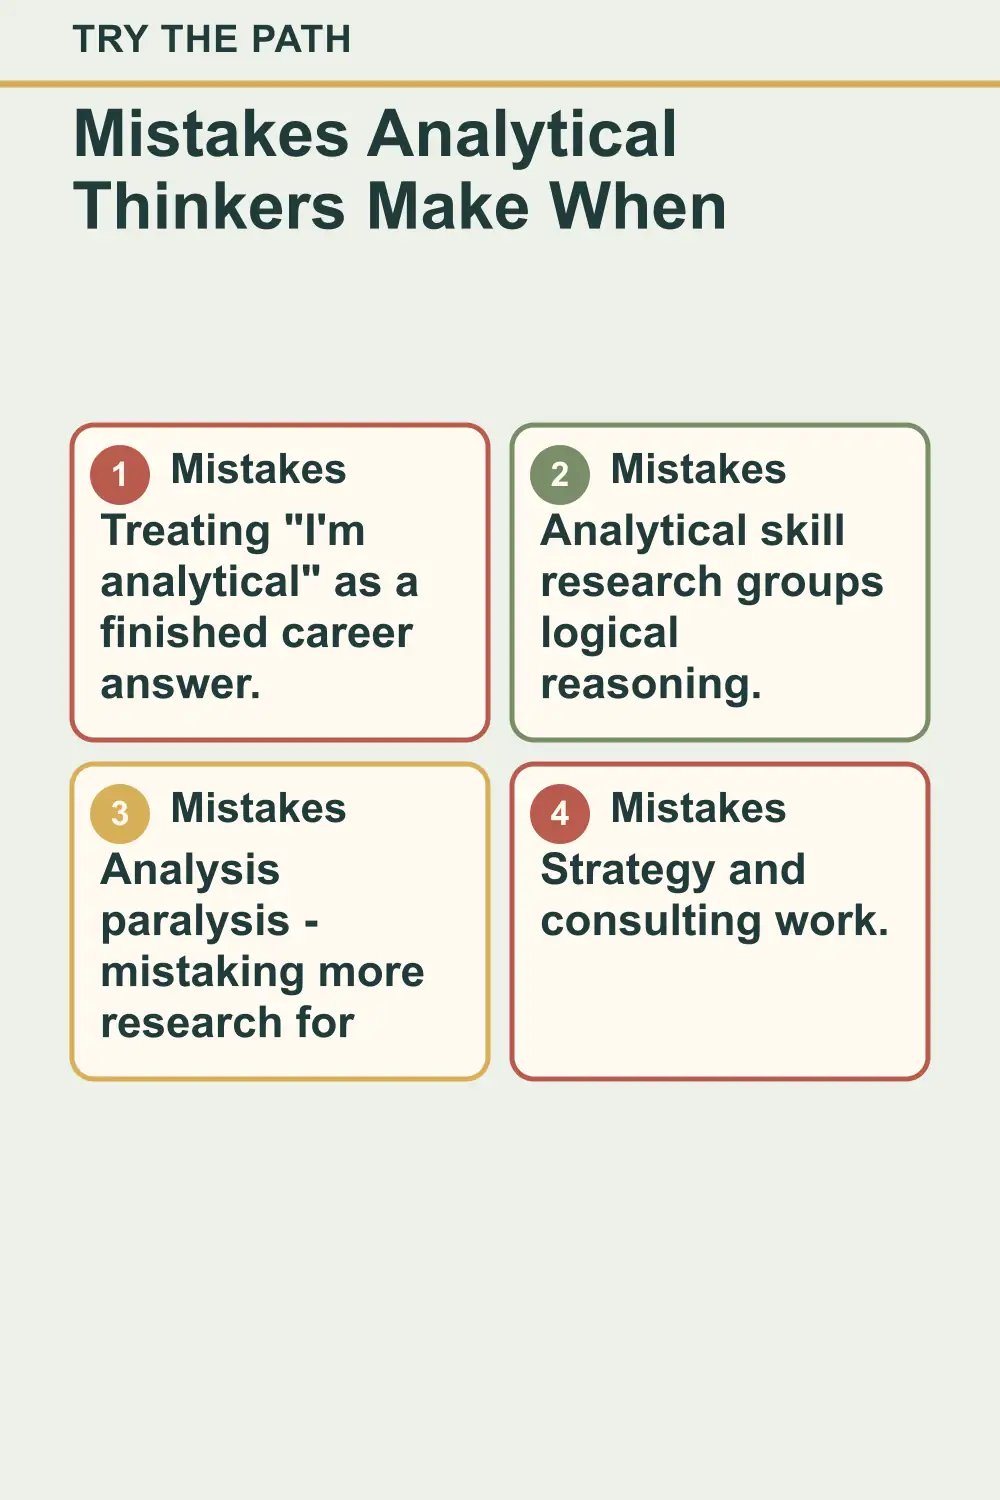 TRY THE PATH
Mistakes Analytical
Thinkers Make When
1 Mistakes
Treating "I'm
analytical" as a
finished career
answer.
2 Mistakes
Analytical skill
research groups
logical
reasoning.
3 Mistakes
Analysis
paralysis -
mistaking more
research for
4 Mistakes
Strategy and
consulting work.